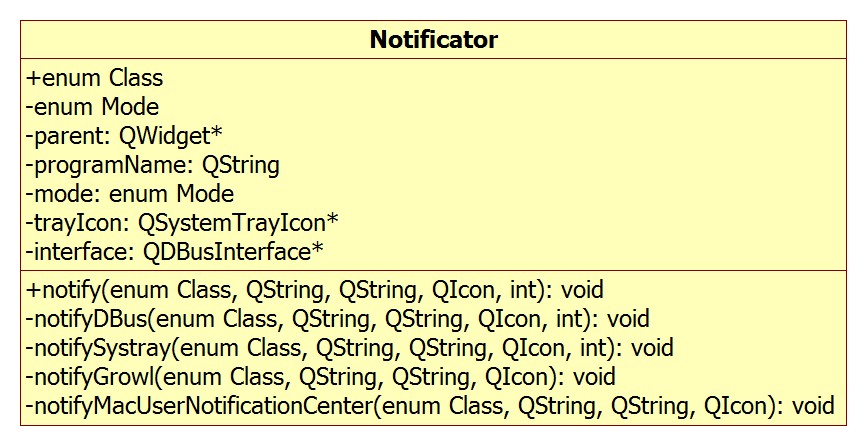 Notificator
+enum Class
-enum Mode
-parent: QWidget*
-programName: QString
-mode: enum Mode
-trayIcon: QSystemTrayIcon*
-interface: QDBusInterface*
+notify(enum Class, QString, QString, QIcon, int): void
-notifyDBus(enum Class, QString, QString, QIcon, int): void
-notifySystray(enum Class, QString, QString, QIcon, int): void
-notifyGrowl(enum Class, QString, QString, QIcon): void
-notifyMacUserNotificationCenter(enum Class, QString, QString, QIcon): void